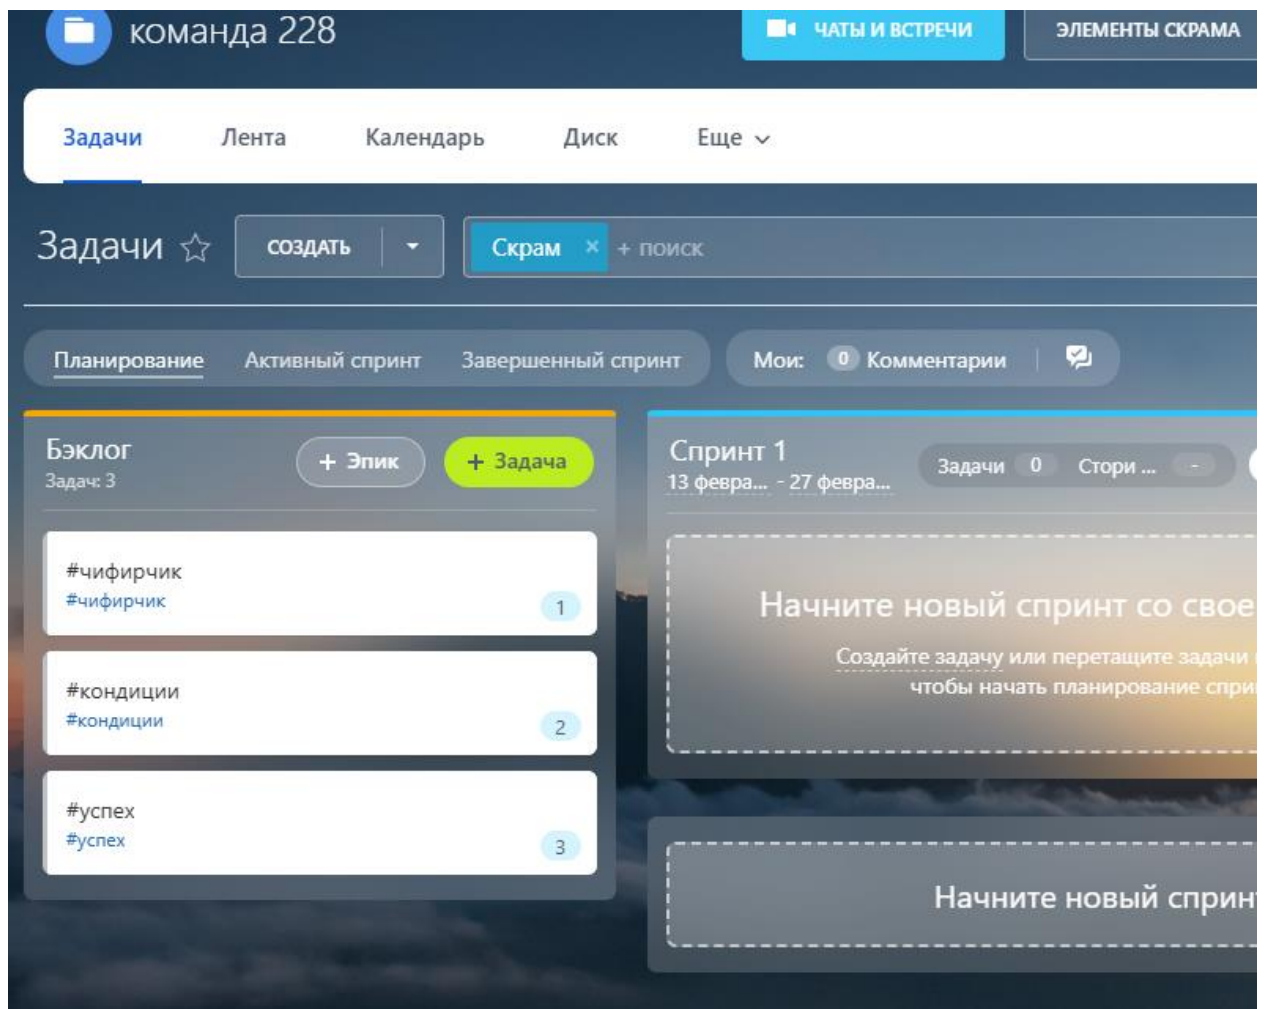 команда 228
ЧАТЫ И ВСТРЕЧИ
ЭЛЕМЕНТЫ СКРАМА
Задачи Лента Календарь Диск Еще
Задачи
СОЗДАТЬ
Скрам × + поиск
Планирование Активный спринт Завершенный спринт
Мои: 0 Комментарии
Бэклог
Задач: 3
+ Эпик
+ Задача
#чифирчик
#чифирчик
1
#кондиции
#кондиции
2
#успех
#успех
3
Спринт 1
13 февра... - 27 февра...
Задачи 0 Стори ... -
Начните новый спринт со свое
Создайте задачу или перетащите задачи
чтобы начать планирование спри
Начните новый сприн